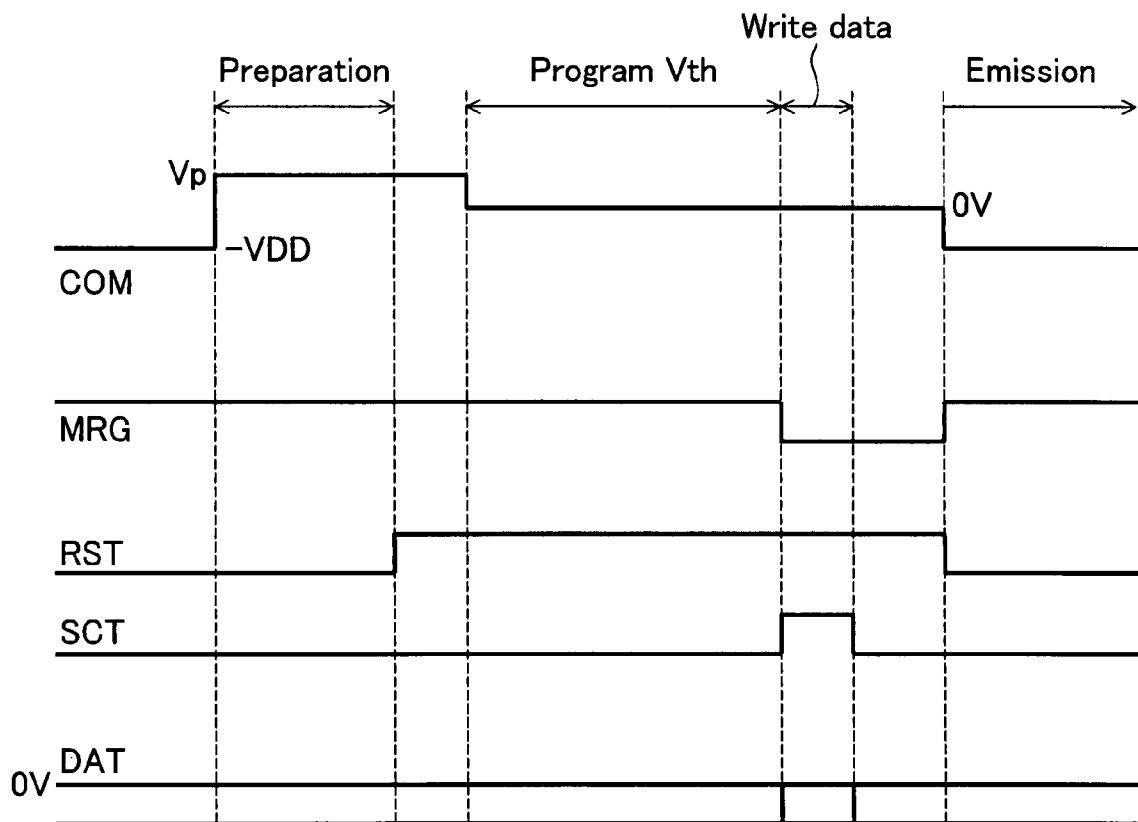 Write data
Preparation
Program Vth
Emission
Vp
0V
-VDD
COM
MRG
RST
SCT
DAT
0V